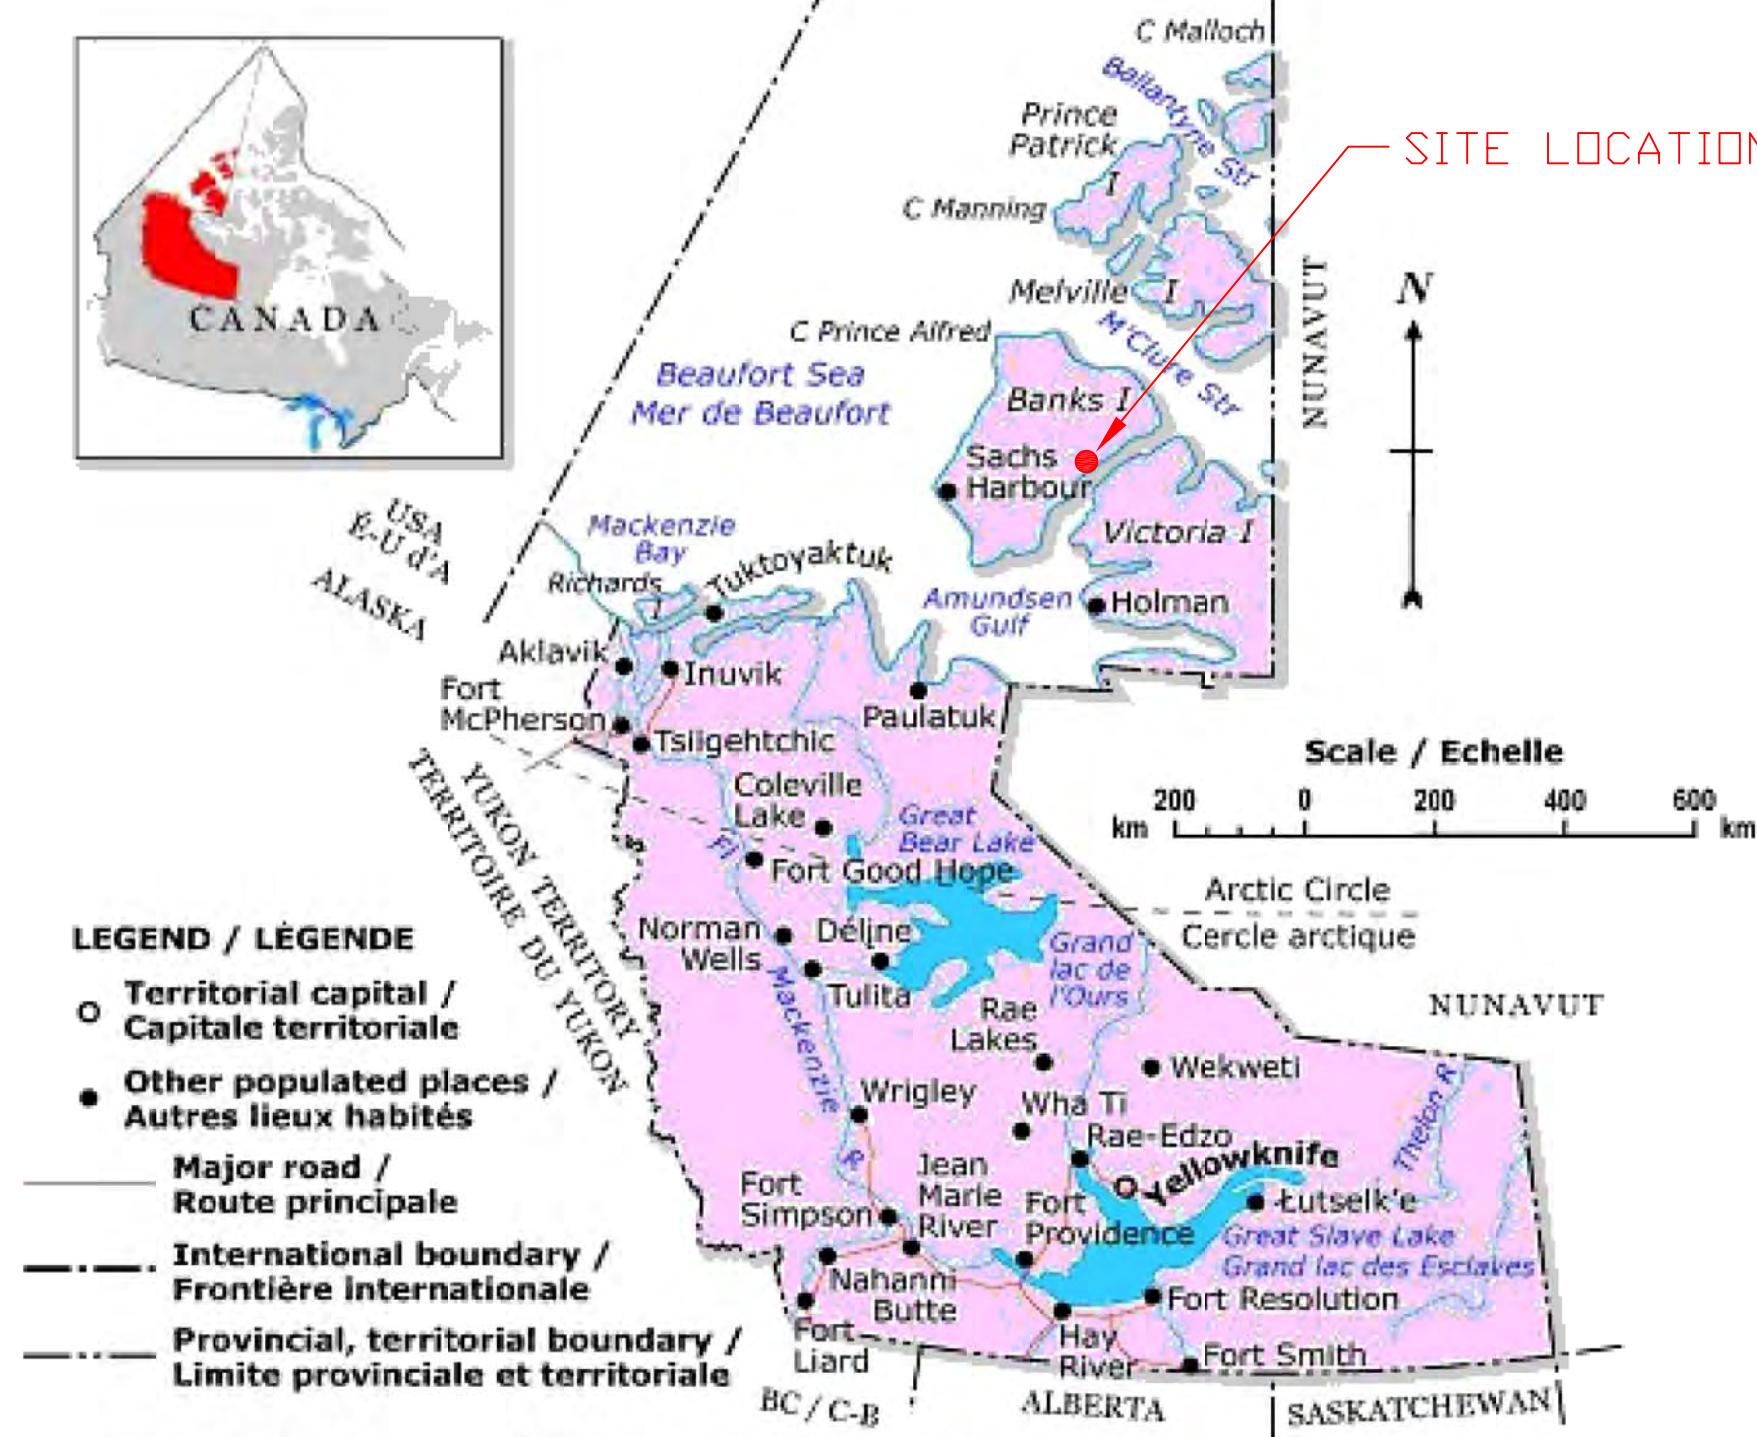 C Malloch
Ballantyne Str
Prince
Patrick
I
SITE LOCATION
C Manning
Melville I
M'Clure Str
C Prince Alfred
NUNAVUT
N
CANADA
Beaufort Sea
Mer de Beaufort
Banks I
Sachs
Harbour
Victoria I
USA
É-U d'A
ALASKA
Mackenzie
Bay
Richards
I
Tuktoyaktuk
Amundsen
Gulf
Holman
Aklavik
Inuvik
Fort
McPherson
Paulatuk
Tsiigehtchic
YUKON TERRITORY
TERRITOIRE DU YUKON
Scale / Echelle
200 0 200 400 600
km km
Coleville
Lake
Great
Bear Lake
Fl
Fort Good Hope
Arctic Circle
Cercle arctique
Norman
Wells
Déline
Grand
lac de
l'Ours
Tulita
Mackenzie
R
Rae
Lakes
NUNAVUT
LEGEND / LÉGENDE
Territorial capital /
Capitale territoriale
Other populated places /
Autres lieux habités
Major road /
Route principale
International boundary /
Frontière internationale
Provincial, territorial boundary /
Limite provinciale et territoriale
Wekweti
Wrigley
Wha Ti
Thelon R
Rae-Edzo
Yellowknife
Jean
Marie
River
Fort
Simpson
Fort
Providence
Łutselk'e
Great Slave Lake
Grand lac des Esclaves
Nahanni
Butte
Fort Resolution
Fort
Liard
Hay
River
Fort Smith
BC / C-B
ALBERTA
SASKATCHEWAN